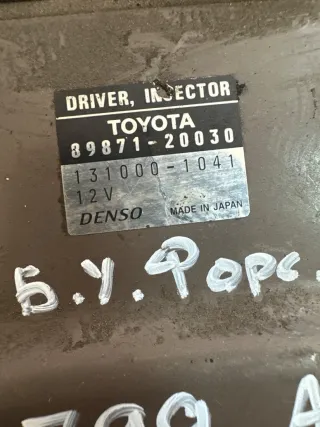 DRIVER, INJECTOR
TOYOTA
89871-20030
131000-1041
12V
DENSO MADE IN JAPAN
Б.У.Форс.